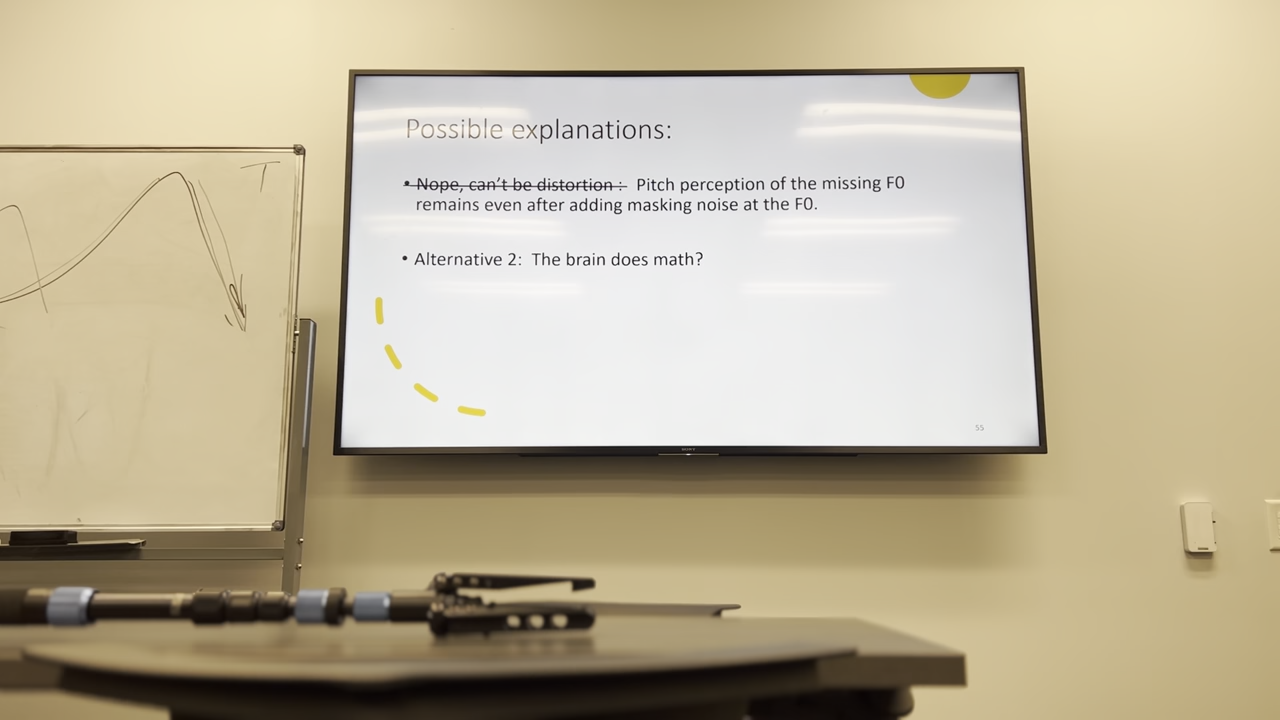 Possible explanations:
• Nope, can't be distortion : Pitch perception of the missing F0
remains even after adding masking noise at the F0.
• Alternative 2: The brain does math?
55
SONY
T